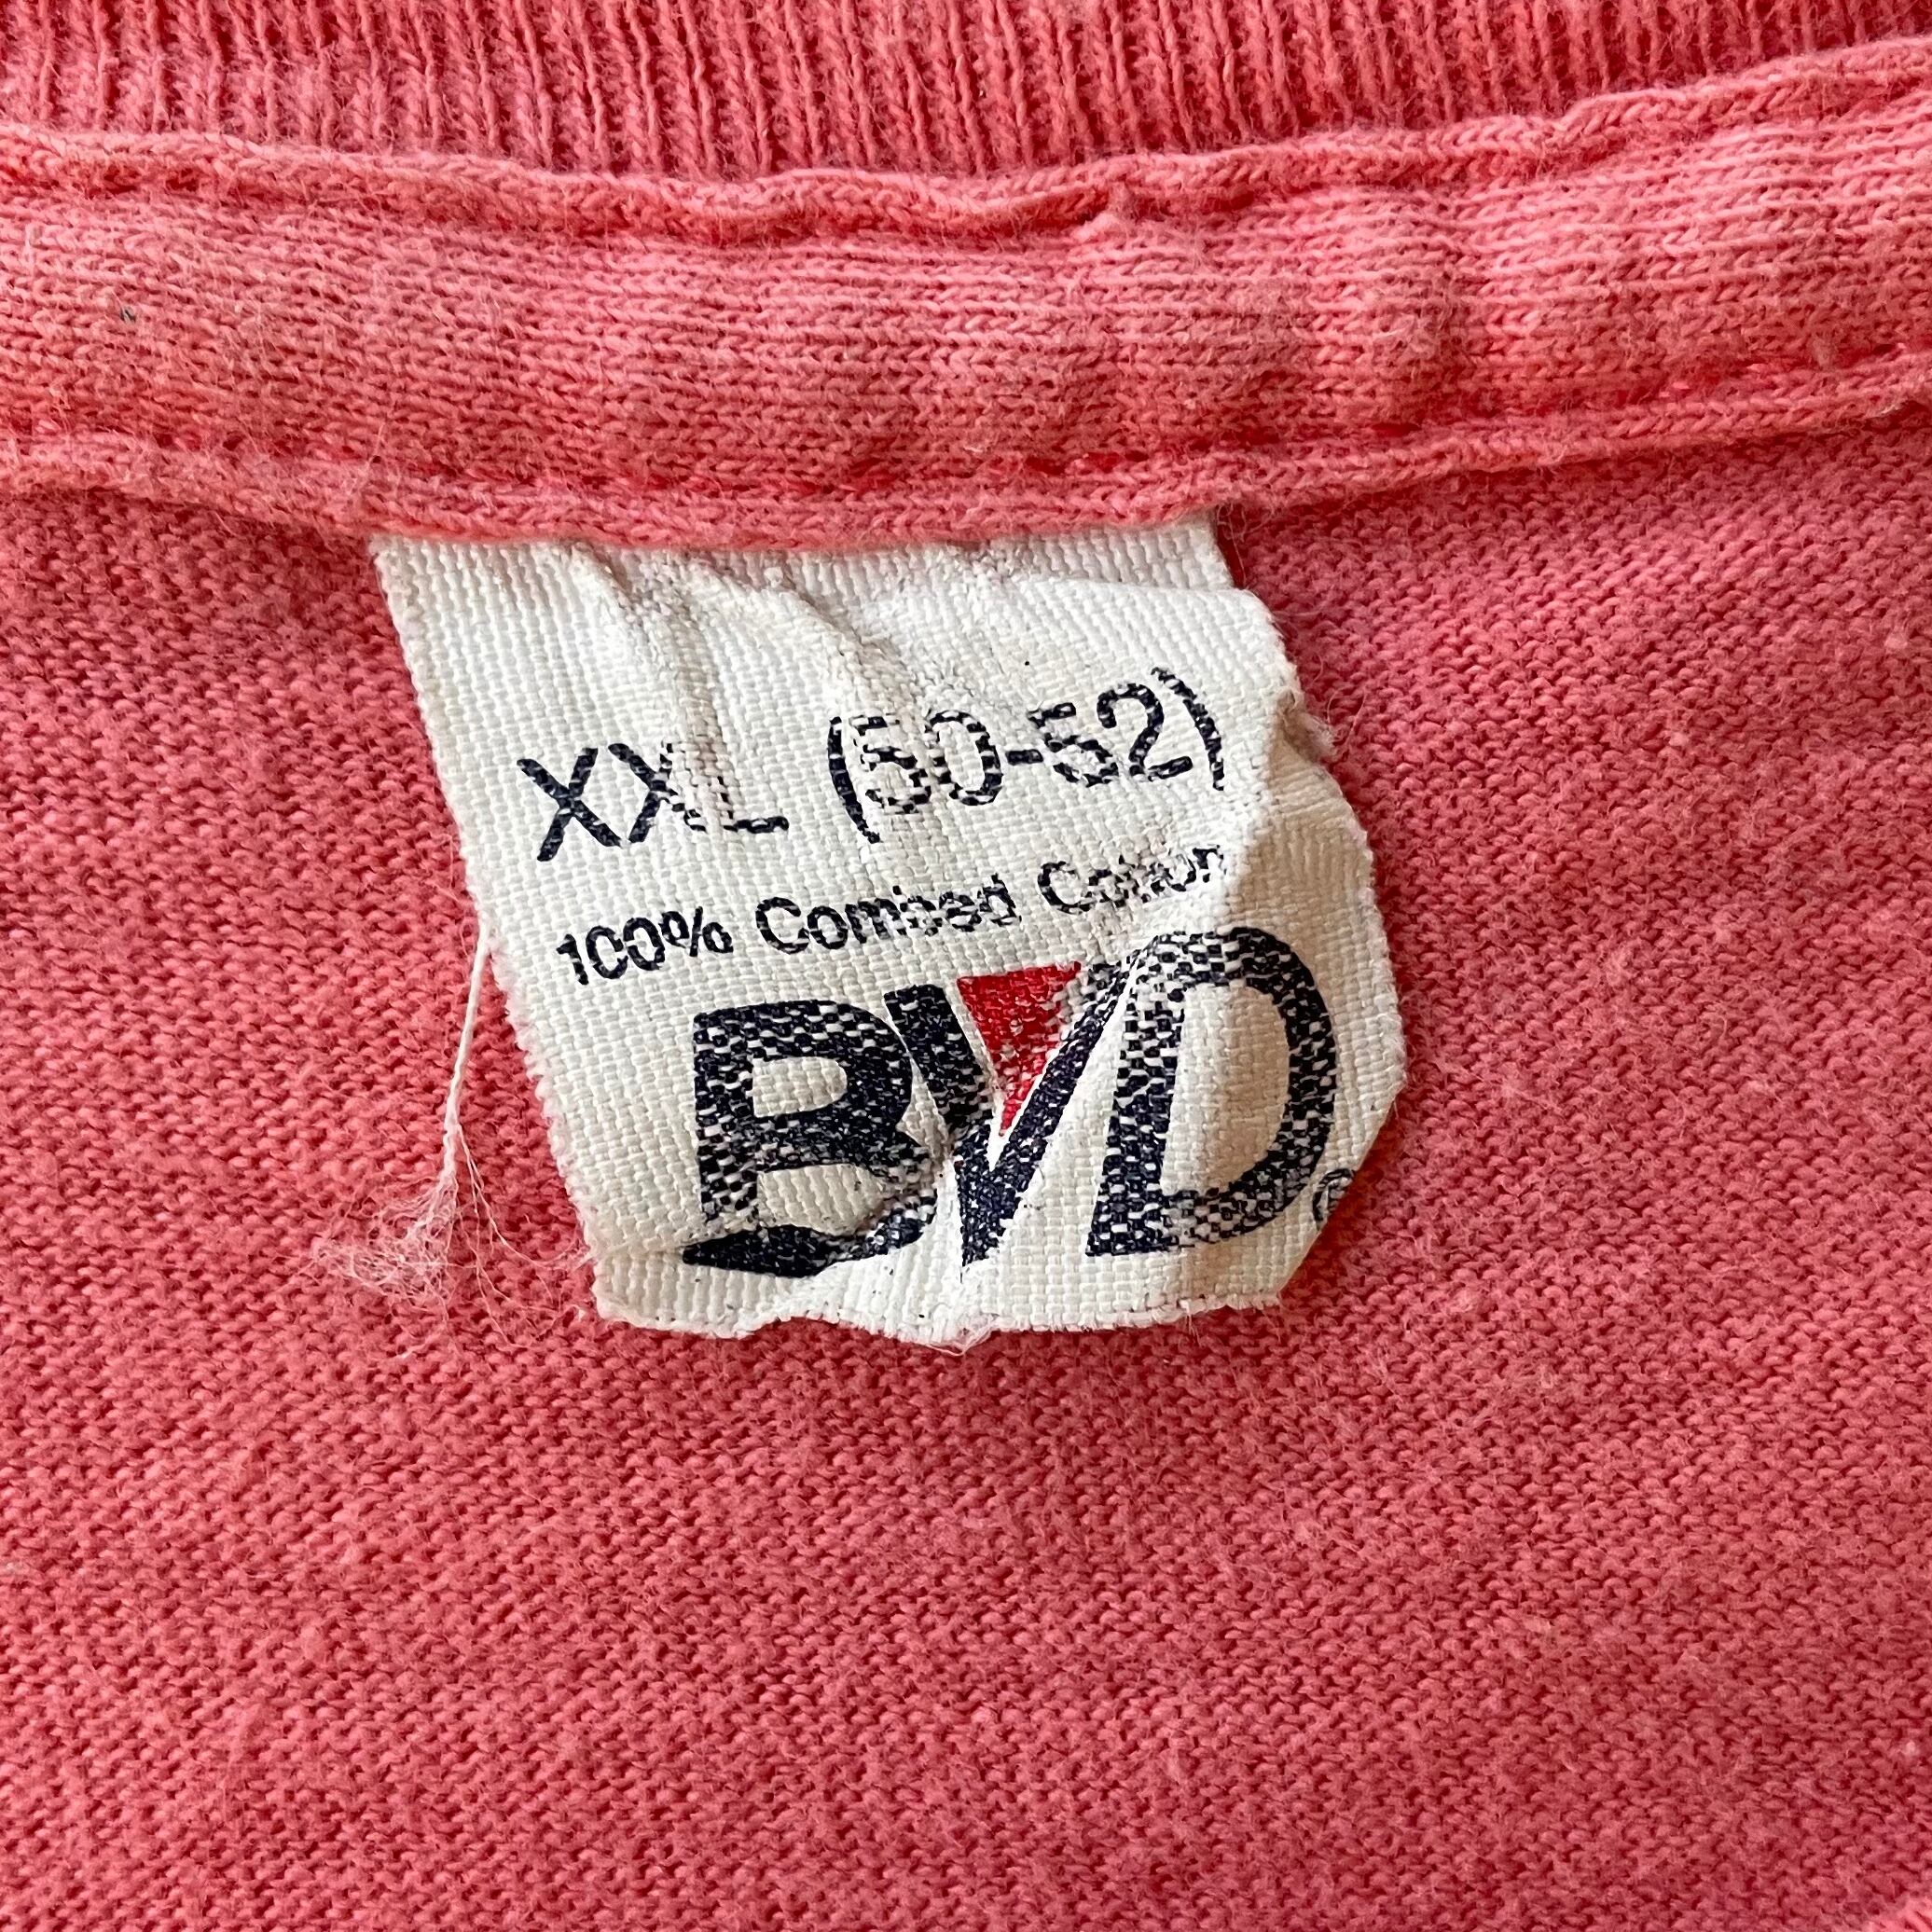 XXL (50-52)
100% Combed Cotton
BVD®